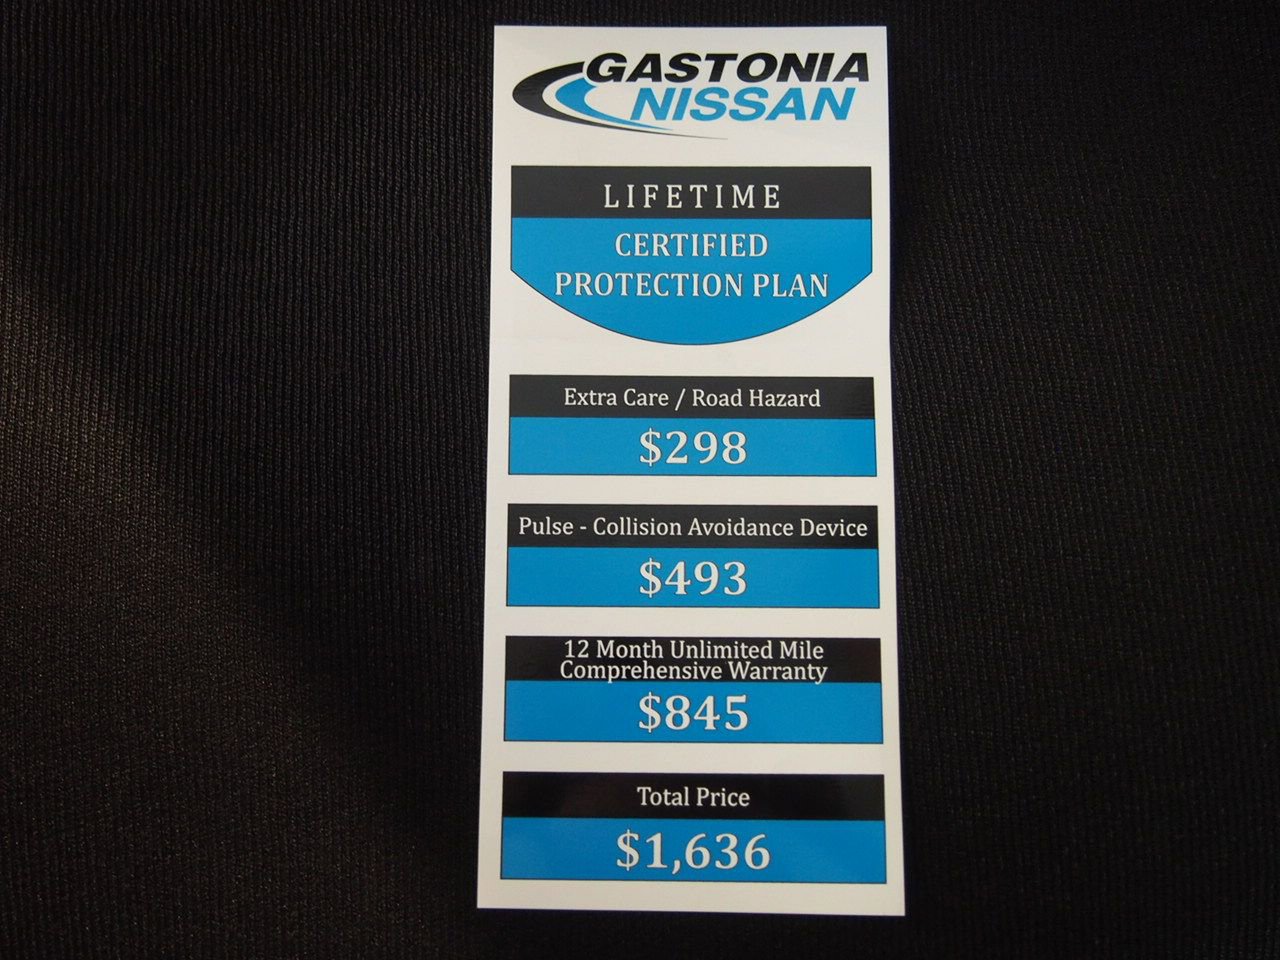 GASTONIA
NISSAN
LIFETIME
CERTIFIED
PROTECTION PLAN
Extra Care / Road Hazard
$298
Pulse - Collision Avoidance Device
$493
12 Month Unlimited Mile
Comprehensive Warranty
$845
Total Price
$1,636